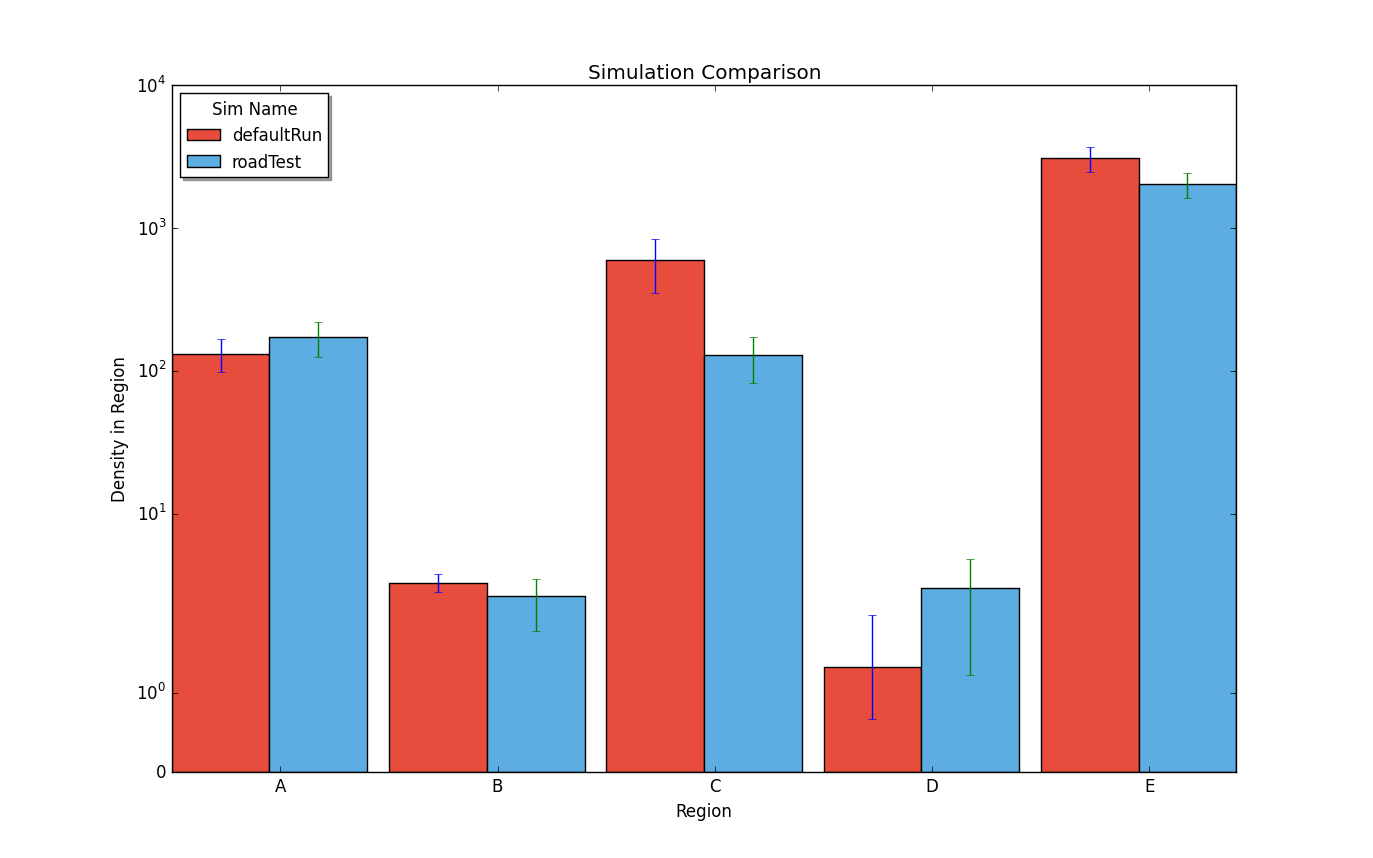 Simulation Comparison
Sim Name
defaultRun
roadTest
10^4
10^3
10^2
10^1
10^0
0
Density in Region
A B C D E
Region